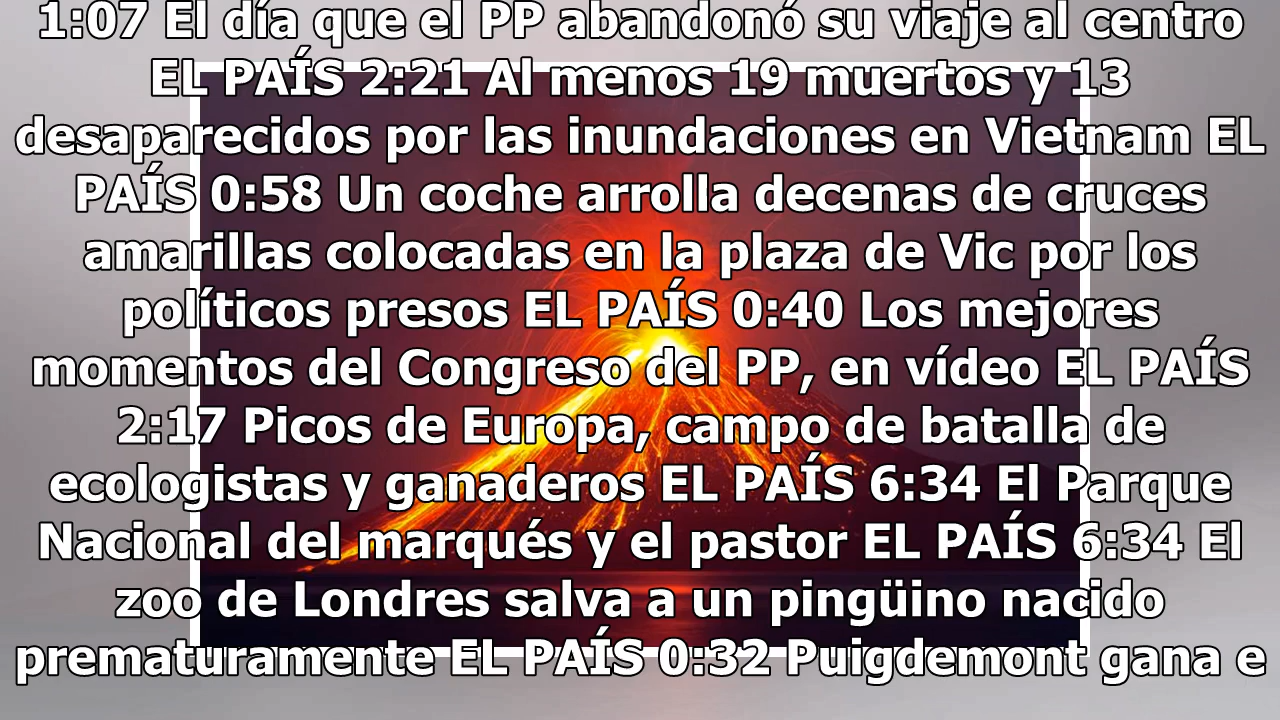 1:07 El día que el PP abandonó su viaje al centro
EL PAÍS 2:21 Al menos 19 muertos y 13
desaparecidos por las inundaciones en Vietnam EL
PAÍS 0:58 Un coche arrolla decenas de cruces
amarillas colocadas en la plaza de Vic por los
políticos presos EL PAÍS 0:40 Los mejores
momentos del Congreso del PP, en vídeo EL PAÍS
2:17 Picos de Europa, campo de batalla de
ecologistas y ganaderos EL PAÍS 6:34 El Parque
Nacional del marqués y el pastor EL PAÍS 6:34 El
zoo de Londres salva a un pingüino nacido
prematuramente EL PAÍS 0:32 Puigdemont gana e